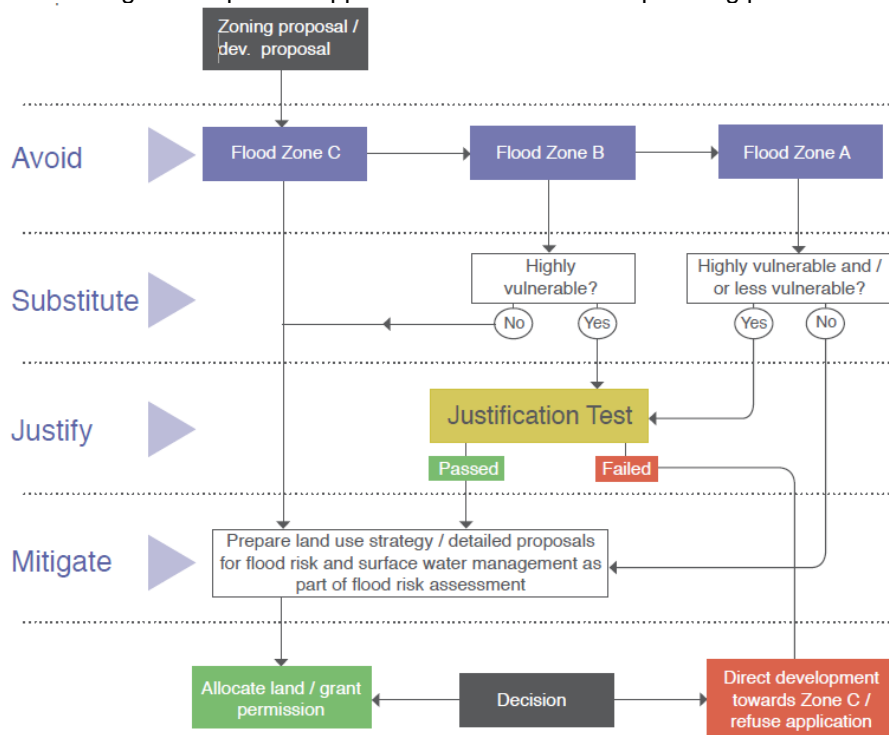 Zoning proposal /
dev. proposal
Avoid
Flood Zone C
Flood Zone B
Flood Zone A
Substitute
Highly
vulnerable?
Highly vulnerable and /
or less vulnerable?
No
Yes
Yes
No
Justify
Justification Test
Passed
Failed
Mitigate
Prepare land use strategy / detailed proposals
for flood risk and surface water management as
part of flood risk assessment
Allocate land / grant
permission
Decision
Direct development
towards Zone C /
refuse application